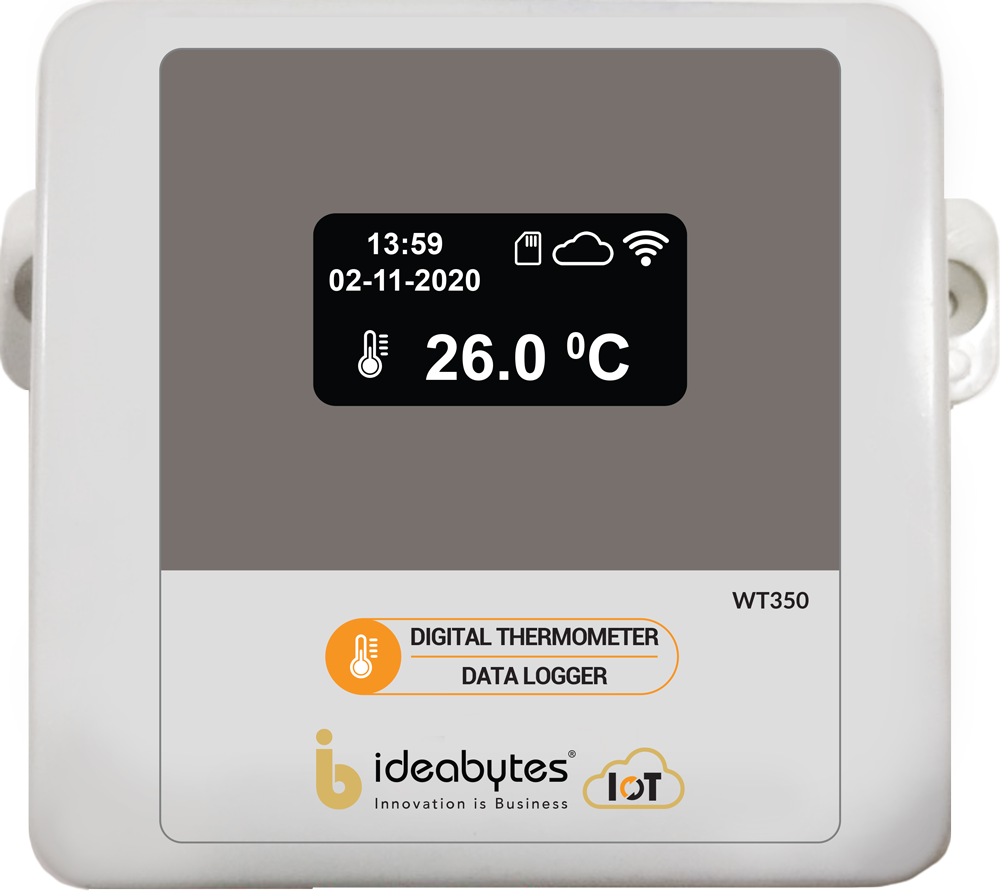 13:59
02-11-2020
26.0 ⁰C
WT350
DIGITAL THERMOMETER
DATA LOGGER
ideabytes®
Innovation is Business
IoT